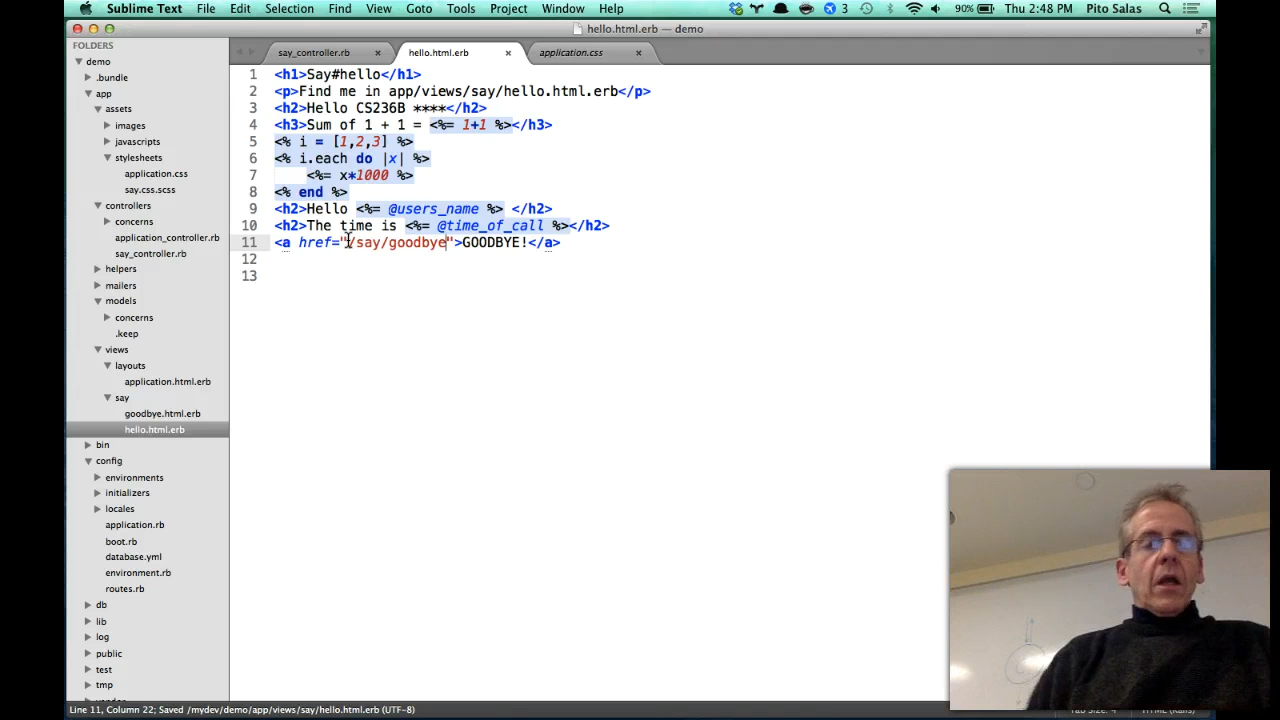 Sublime Text File Edit Selection Find View Goto Tools Project Window Help 3 90% Thu 2:48 PM Pito Salas
hello.html.erb — demo
FOLDERS
demo
.bundle
app
assets
images
javascripts
stylesheets
application.css
say.css.scss
controllers
concerns
application_controller.rb
say_controller.rb
helpers
mailers
models
concerns
.keep
views
layouts
application.html.erb
say
goodbye.html.erb
hello.html.erb
bin
config
environments
initializers
locales
application.rb
boot.rb
database.yml
environment.rb
routes.rb
db
lib
log
public
test
tmp
say_controller.rb × hello.html.erb × application.css ×
1 <h1>Say#hello</h1>
2 <p>Find me in app/views/say/hello.html.erb</p>
3 <h2>Hello CS236B ****</h2>
4 <h3>Sum of 1 + 1 = <%= 1+1 %></h3>
5 <% i = [1,2,3] %>
6 <% i.each do |x| %>
7 <%= x*1000 %>
8 <% end %>
9 <h2>Hello <%= @users_name %> </h2>
10 <h2>The time is <%= @time_of_call %></h2>
11 <a href="/say/goodbye">GOODBYE!</a>
12
13
Line 11, Column 22; Saved /mydev/demo/app/views/say/hello.html.erb (UTF-8)